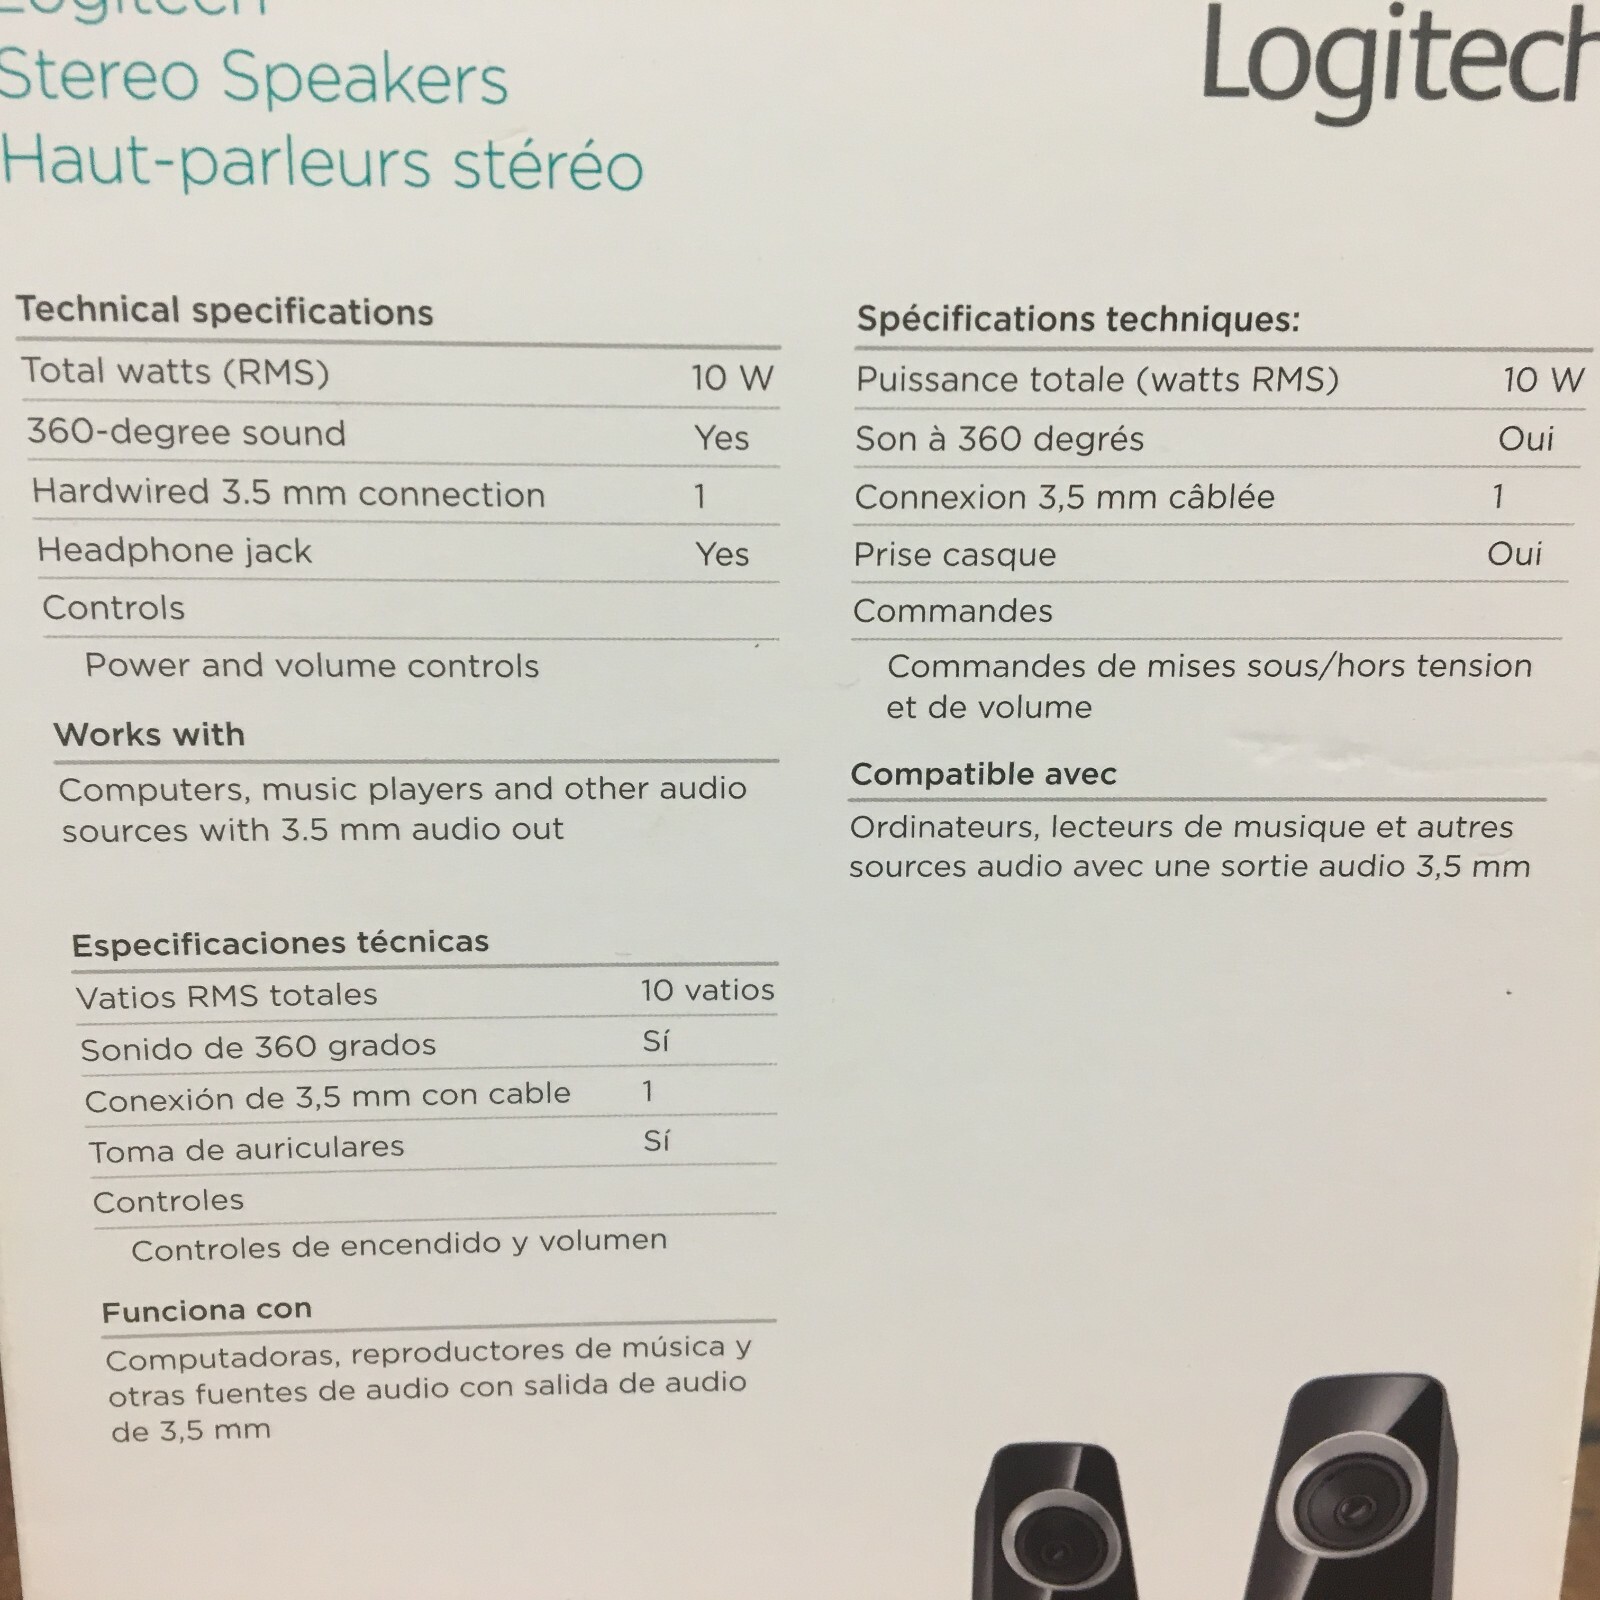 Logitech
Stereo Speakers
Haut-parleurs stéréo
Logitech
Technical specifications
Total watts (RMS) 10 W
360-degree sound Yes
Hardwired 3.5 mm connection 1
Headphone jack Yes
Controls
Power and volume controls
Works with
Computers, music players and other audio
sources with 3.5 mm audio out
Spécifications techniques:
Puissance totale (watts RMS) 10 W
Son à 360 degrés Oui
Connexion 3,5 mm câblée 1
Prise casque Oui
Commandes
Commandes de mises sous/hors tension
et de volume
Compatible avec
Ordinateurs, lecteurs de musique et autres
sources audio avec une sortie audio 3,5 mm
Especificaciones técnicas
Vatios RMS totales 10 vatios
Sonido de 360 grados Sí
Conexión de 3,5 mm con cable 1
Toma de auriculares Sí
Controles
Controles de encendido y volumen
Funciona con
Computadoras, reproductores de música y
otras fuentes de audio con salida de audio
de 3,5 mm